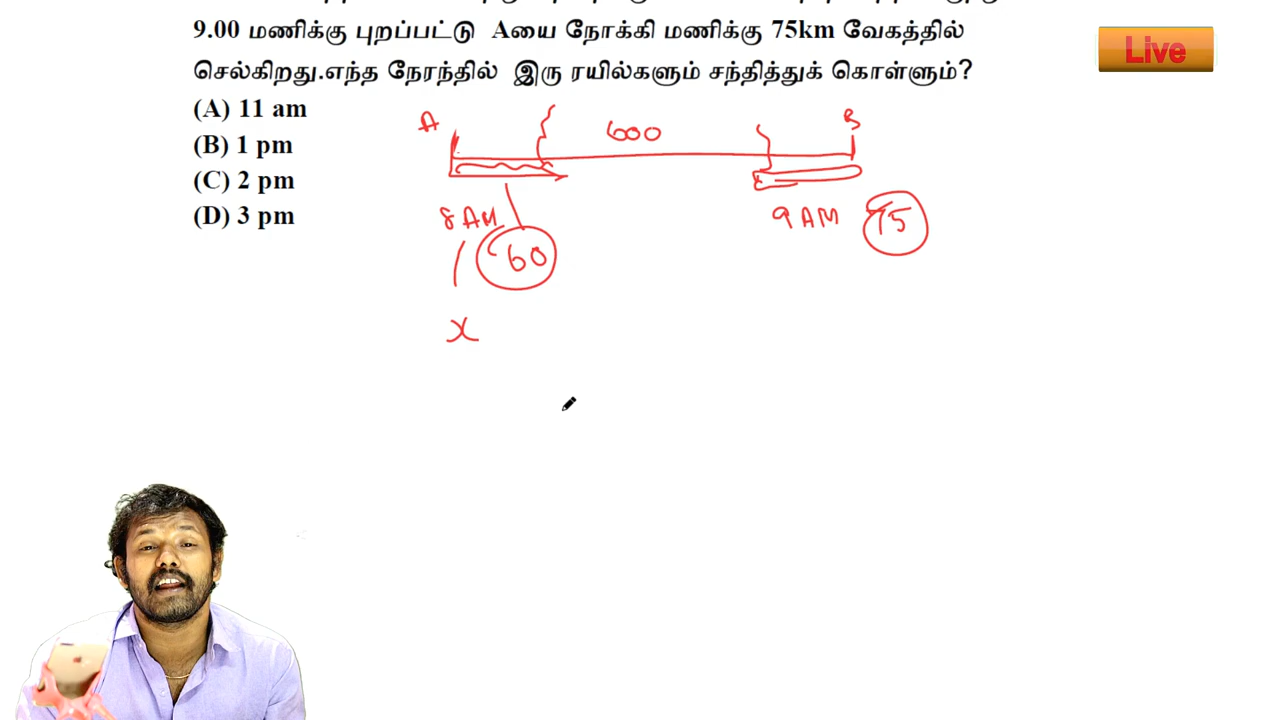 9.00 மணிக்கு புறப்பட்டு Aயை நோக்கி மணிக்கு 75km வேகத்தில்
Live
செல்கிறது.எந்த நேரந்தில் இரு ரயில்களும் சந்தித்துக் கொள்ளும்?
(A) 11 am
(B) 1 pm
(C) 2 pm
(D) 3 pm
A 600 B
8 AM 9 AM 75
60
x